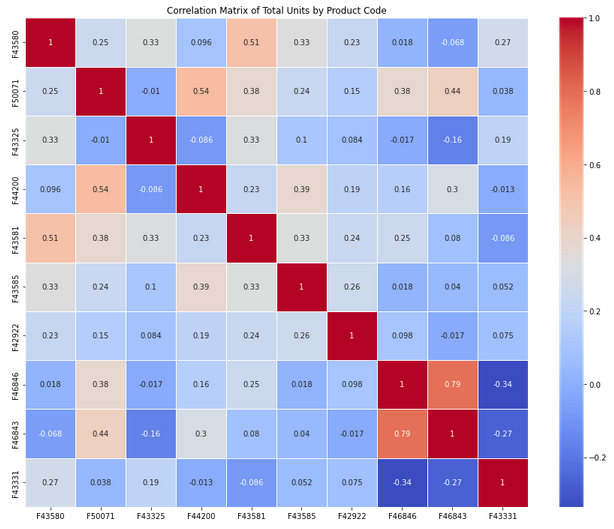 Correlation Matrix of Total Units by Product Code
F43580 1 0.25 0.33 0.096 0.51 0.33 0.23 0.018 -0.068 0.27
F50071 0.25 1 -0.01 0.54 0.38 0.24 0.15 0.38 0.44 0.038
F43325 0.33 -0.01 1 -0.086 0.33 0.1 0.084 -0.017 -0.16 0.19
F44200 0.096 0.54 -0.086 1 0.23 0.39 0.19 0.16 0.3 -0.013
F43581 0.51 0.38 0.33 0.23 1 0.33 0.24 0.25 0.08 -0.086
F43585 0.33 0.24 0.1 0.39 0.33 1 0.26 0.018 0.04 0.052
F42922 0.23 0.15 0.084 0.19 0.24 0.26 1 0.098 -0.017 0.075
F46846 0.018 0.38 -0.017 0.16 0.25 0.018 0.098 1 0.79 -0.34
F46843 -0.068 0.44 -0.16 0.3 0.08 0.04 -0.017 0.79 1 -0.27
F43331 0.27 0.038 0.19 -0.013 -0.086 0.052 0.075 -0.34 -0.27 1
F43580 F50071 F43325 F44200 F43581 F43585 F42922 F46846 F46843 F43331
1.0
0.8
0.6
0.4
0.2
0.0
−0.2